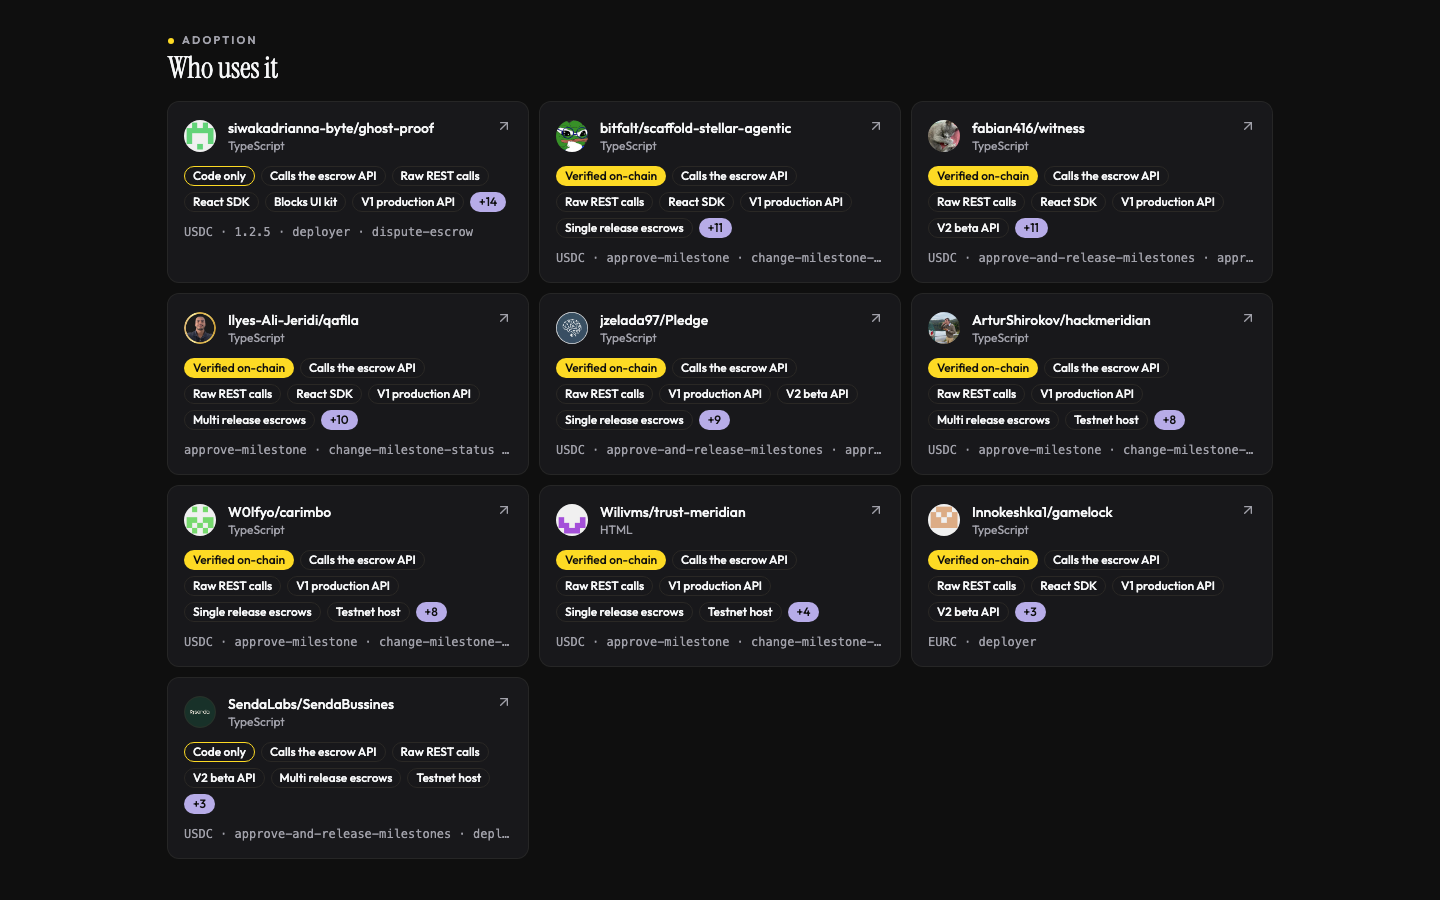 ADOPTION
Who uses it
siwakadrianna-byte/ghost-proof
TypeScript
Code only Calls the escrow API Raw REST calls
React SDK Blocks UI kit V1 production API +14
USDC · 1.2.5 · deployer · dispute-escrow
bitfalt/scaffold-stellar-agentic
TypeScript
Verified on-chain Calls the escrow API
Raw REST calls React SDK V1 production API
Single release escrows +11
USDC · approve-milestone · change-milestone-…
fabian416/witness
TypeScript
Verified on-chain Calls the escrow API
Raw REST calls React SDK V1 production API
V2 beta API +11
USDC · approve-and-release-milestones · appr…
Ilyes-Ali-Jeridi/qafila
TypeScript
Verified on-chain Calls the escrow API
Raw REST calls React SDK V1 production API
Multi release escrows +10
approve-milestone · change-milestone-status …
jzelada97/Pledge
TypeScript
Verified on-chain Calls the escrow API
Raw REST calls V1 production API V2 beta API
Single release escrows +9
USDC · approve-and-release-milestones · appr…
ArturShirokov/hackmeridian
TypeScript
Verified on-chain Calls the escrow API
Raw REST calls V1 production API
Multi release escrows Testnet host +8
USDC · approve-milestone · change-milestone-…
W0lfyo/carimbo
TypeScript
Verified on-chain Calls the escrow API
Raw REST calls V1 production API
Single release escrows Testnet host +8
USDC · approve-milestone · change-milestone-…
Wilivms/trust-meridian
HTML
Verified on-chain Calls the escrow API
Raw REST calls V1 production API
Single release escrows Testnet host +4
USDC · approve-milestone · change-milestone-…
Innokeshka1/gamelock
TypeScript
Verified on-chain Calls the escrow API
Raw REST calls React SDK V1 production API
V2 beta API +3
EURC · deployer
SendaLabs/SendaBussines
TypeScript
Code only Calls the escrow API Raw REST calls
V2 beta API Multi release escrows Testnet host
+3
USDC · approve-and-release-milestones · depl…